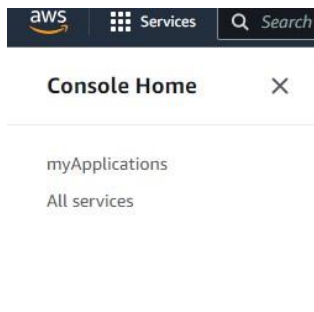 aws Services Search
Console Home
myApplications
All services